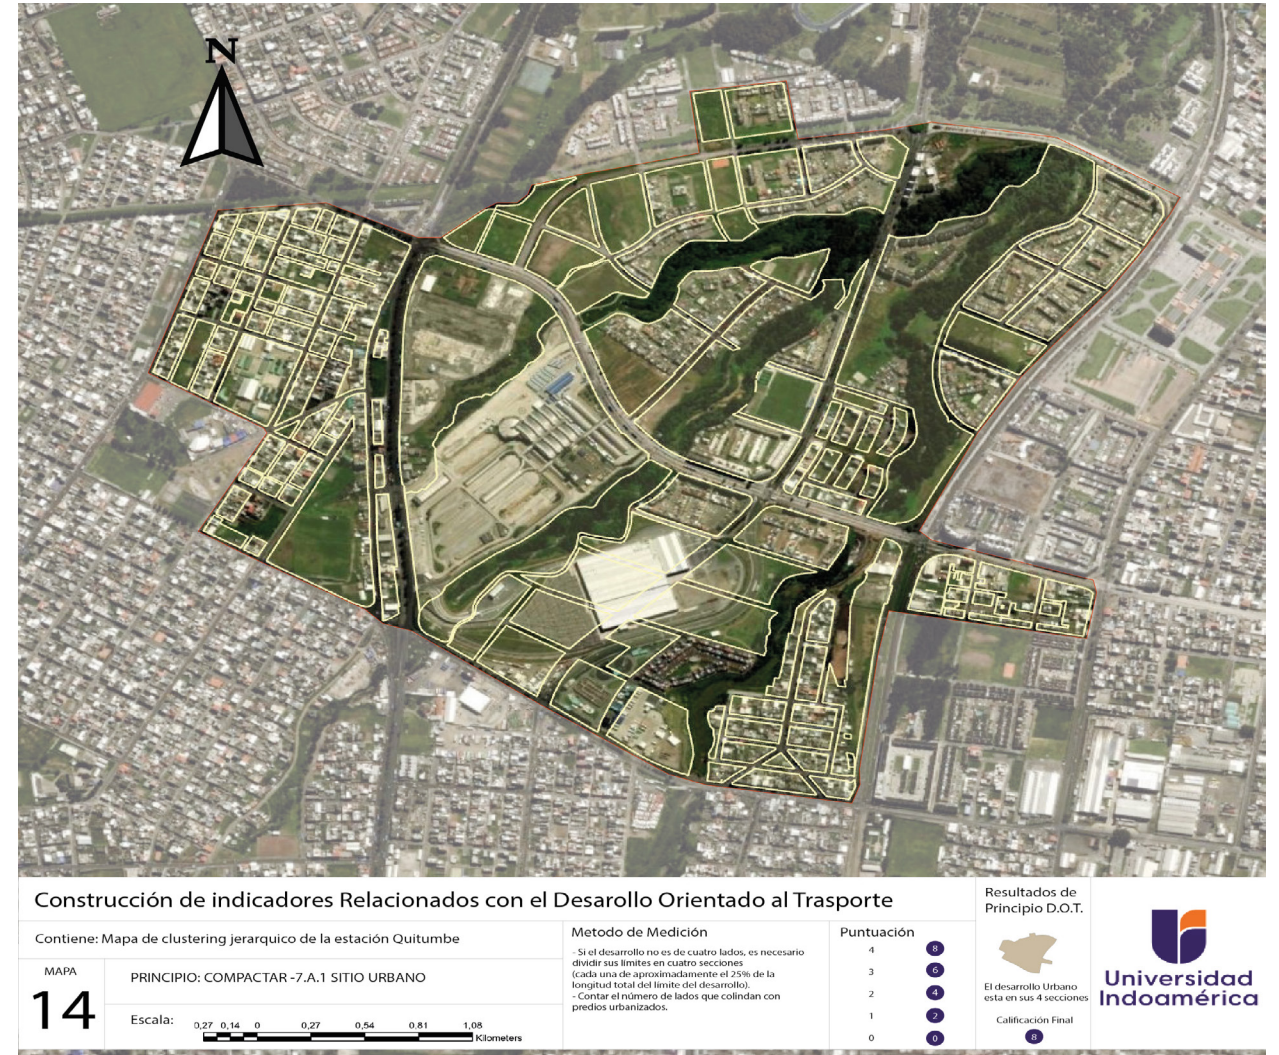 N
Construcción de indicadores Relacionados con el Desarollo Orientado al Trasporte
Contiene: Mapa de clustering jerarquico de la estación Quitumbe
MAPA
14
PRINCIPIO: COMPACTAR -7.A.1 SITIO URBANO
Escala:
0,27 0,14 0 0,27 0,54 0,81 1,08
Kilometers
Metodo de Medición
- Si el desarrollo no es de cuatro lados, es necesario
dividir sus límites en cuatro secciones
(cada una de aproximadamente el 25% de la
longitud total del límite del desarrollo).
- Contar el número de lados que colindan con
predios urbanizados.
Puntuación
4 8
3 6
2 4
1 2
0 0
Resultados de
Principio D.O.T.
El desarrollo Urbano
esta en sus 4 secciones
Calificación Final
8
Universidad
Indoamérica